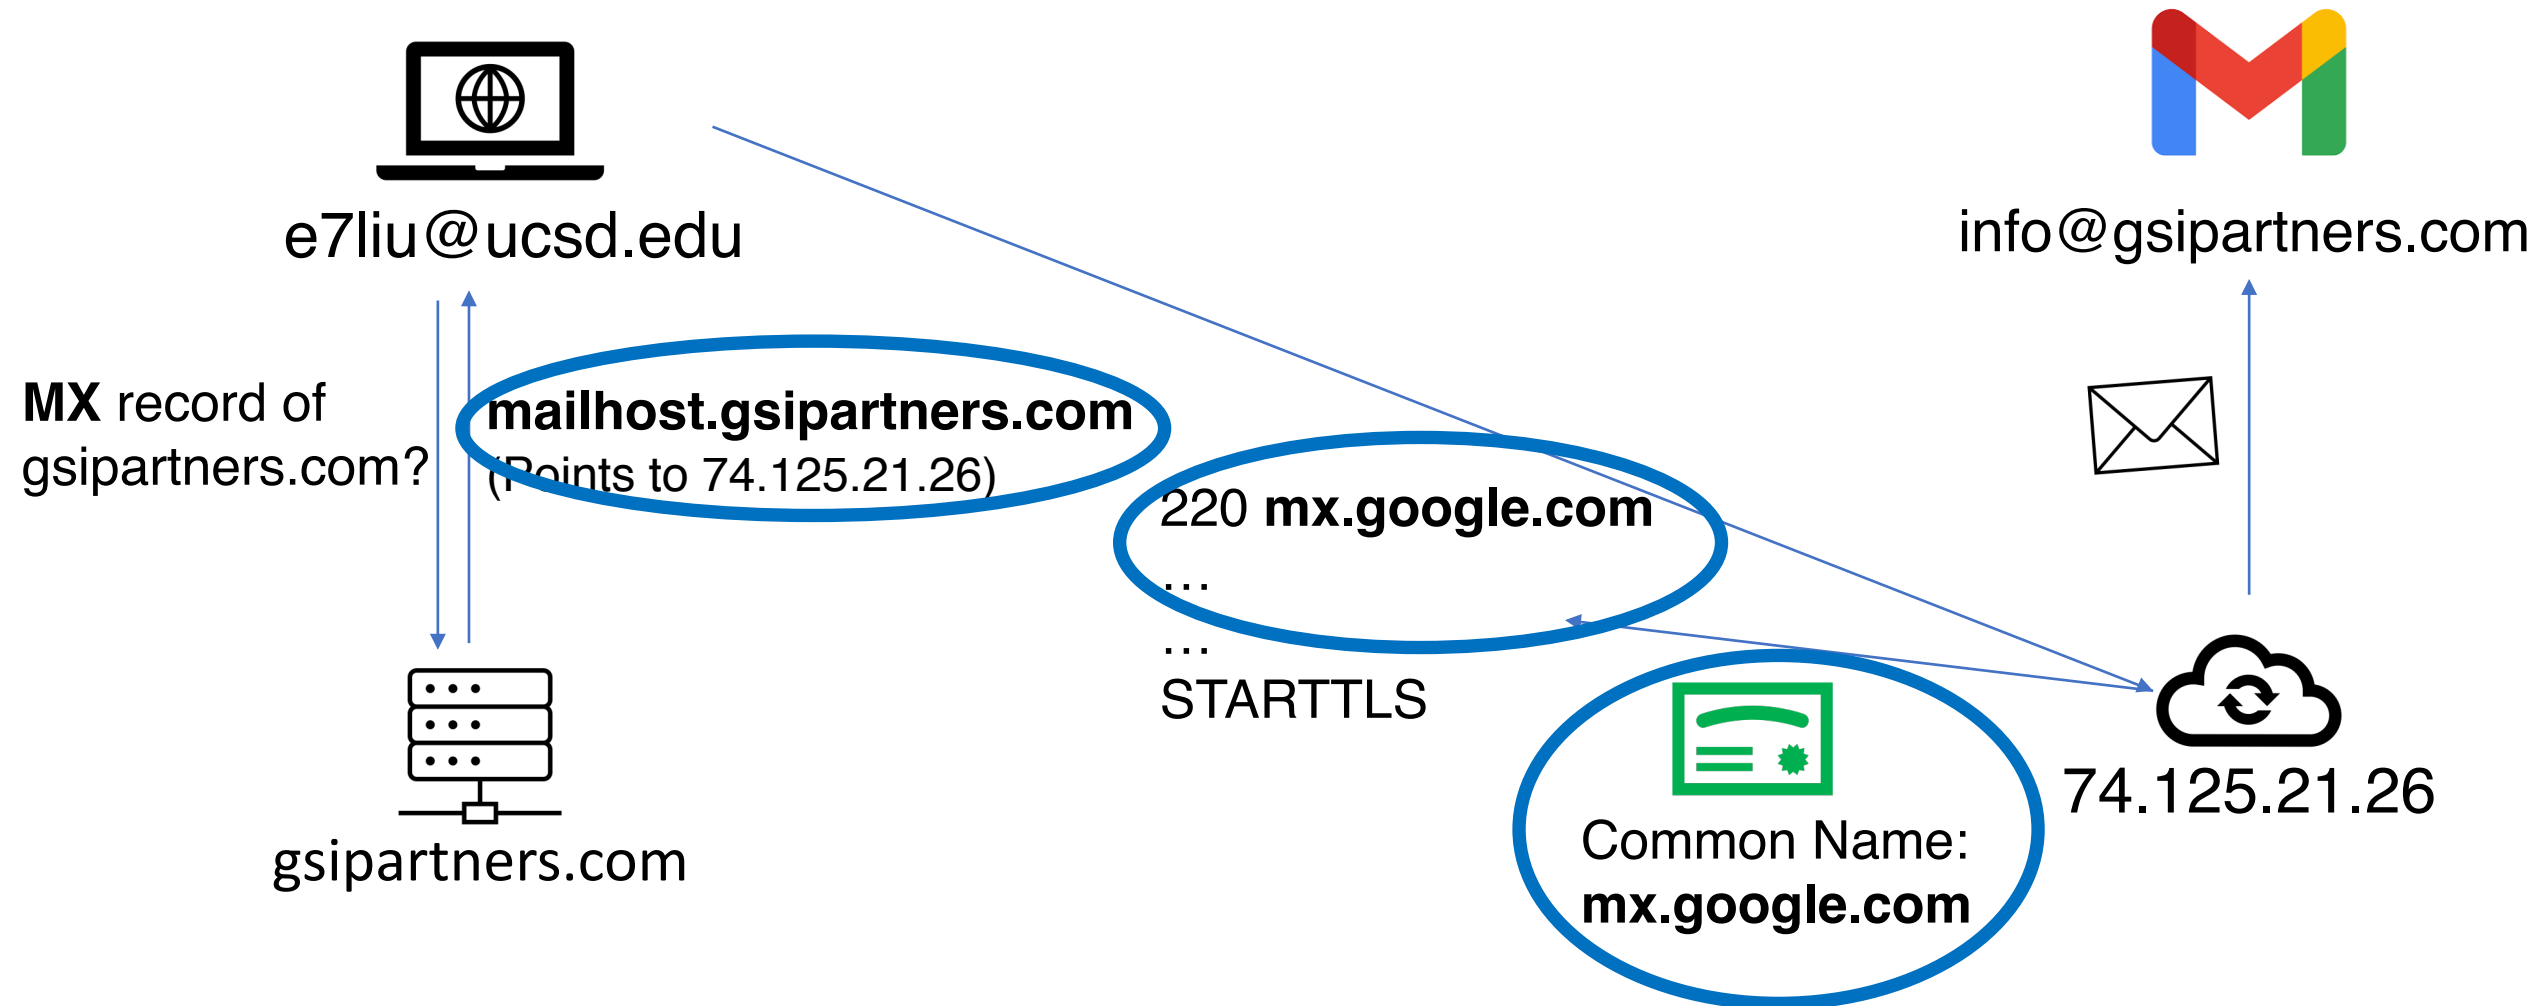 e7liu@ucsd.edu
info@gsipartners.com
MX record of
gsipartners.com?
mailhost.gsipartners.com
(Points to 74.125.21.26)
220 mx.google.com
...
...
STARTTLS
Common Name:
mx.google.com
74.125.21.26
gsipartners.com